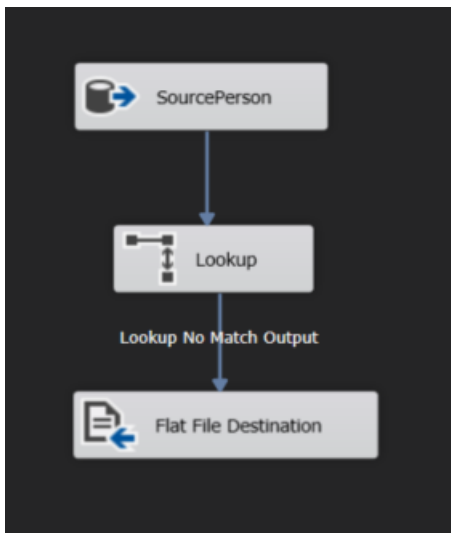 SourcePerson
Lookup
Lookup No Match Output
Flat File Destination